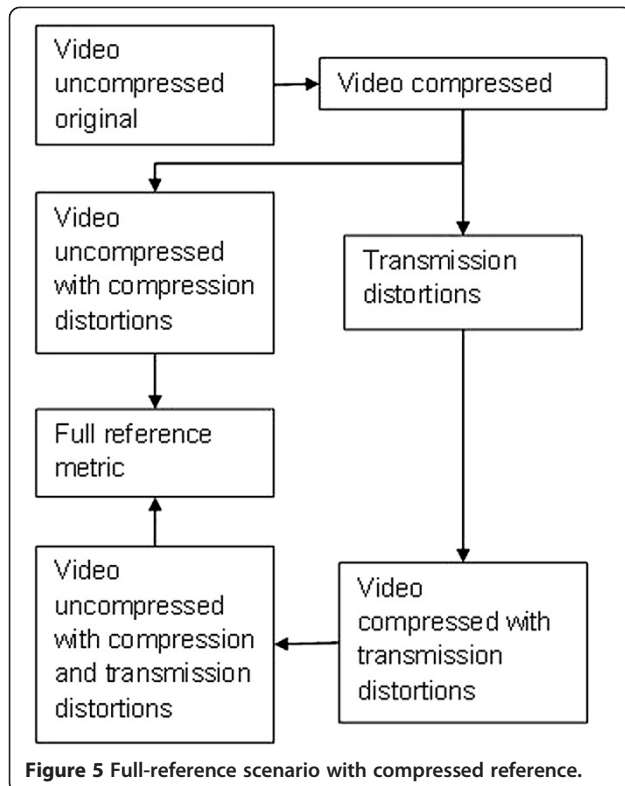 Video
uncompressed
original
Video compressed
Video
uncompressed
with compression
distortions
Transmission
distortions
Full reference
metric
Video
uncompressed
with compression
and transmission
distortions
Video
compressed with
transmission
distortions
Figure 5 Full-reference scenario with compressed reference.